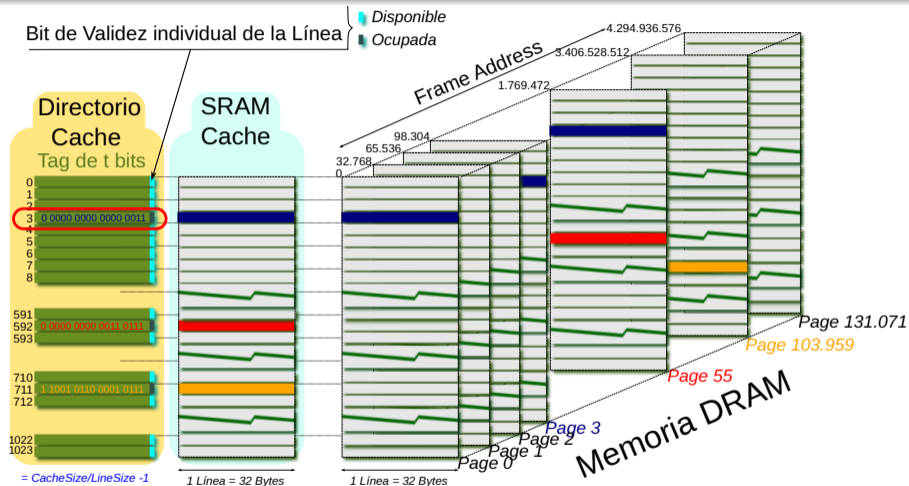 Bit de Validez individual de la Línea
Disponible
Ocupada
Directorio
Cache
Tag de t bits
SRAM
Cache
Frame Address
4.294.936.576
3.406.528.512
1.769.472
98.304
65.536
32.768
0
0
1
2
3 0 0000 0000 0000 0011
4
5
6
7
8
591
592 0 0000 0000 0011 0111
593
710
711 1 1001 0110 0001 0111
712
1022
1023
= CacheSize/LineSize -1
1 Línea = 32 Bytes
1 Línea = 32 Bytes
Page 0
Page 1
Page 2
Page 3
Page 55
Page 103.959
Page 131.071
Memoria DRAM